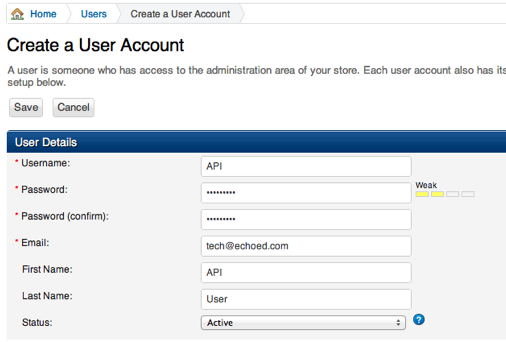 Home Users Create a User Account
Create a User Account
A user is someone who has access to the administration area of your store. Each user account also has its
setup below.
Save Cancel
User Details
* Username: API
* Password: ••••••••• Weak
* Password (confirm): •••••••••
* Email: tech@echoed.com
First Name: API
Last Name: User
Status: Active ?